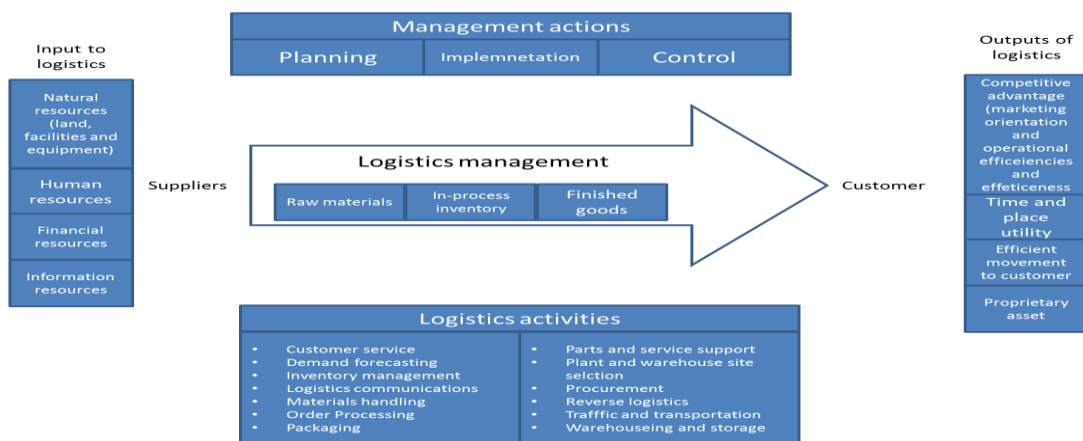 Management actions
Planning
Implemnetation
Control
Input to
logistics
Natural
resources
(land,
facilities and
equipment)
Human
resources
Financial
resources
Information
resources
Suppliers
Logistics management
Raw materials
In-process
inventory
Finished
goods
Customer
Outputs of
logistics
Competitive
advantage
(marketing
orientation
and
operational
efficeiencies
and
effeticeness
Time and
place
utility
Efficient
movement
to customer
Proprietary
asset
Logistics activities
• Customer service
• Demand forecasting
• Inventory management
• Logistics communications
• Materials handling
• Order Processing
• Packaging
• Parts and service support
• Plant and warehouse site
selction
• Procurement
• Reverse logistics
• Trafffic and transportation
• Warehouseing and storage